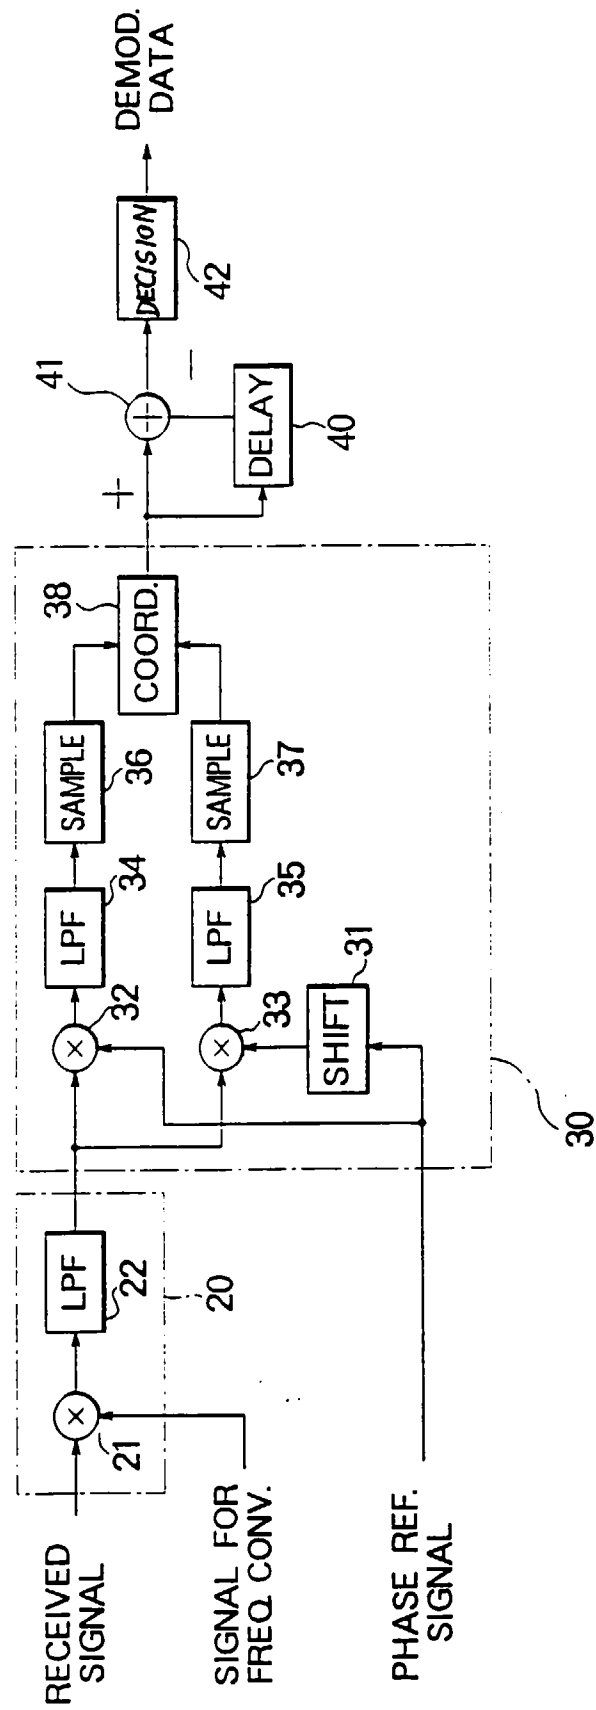 RECEIVED
SIGNAL
SIGNAL FOR
FREQ. CONV.
PHASE REF.
SIGNAL
×
21
LPF
22
20
×
32
×
33
SHIFT
31
LPF
34
LPF
35
SAMPLE
36
SAMPLE
37
COORD.
38
30
+
+
41
−
DELAY
40
DECISION
42
DEMOD.
DATA